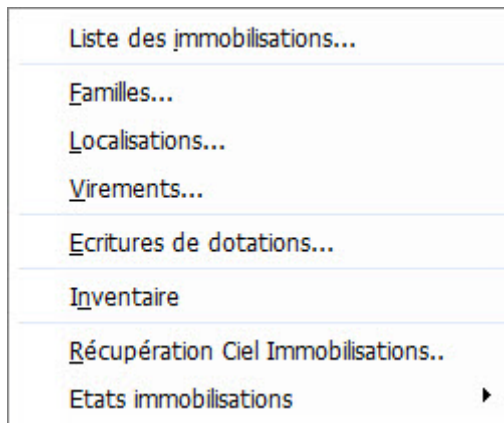 Liste des immobilisations...
Familles...
Localisations...
Virements...
Ecritures de dotations...
Inventaire
Récupération Ciel Immobilisations..
Etats immobilisations